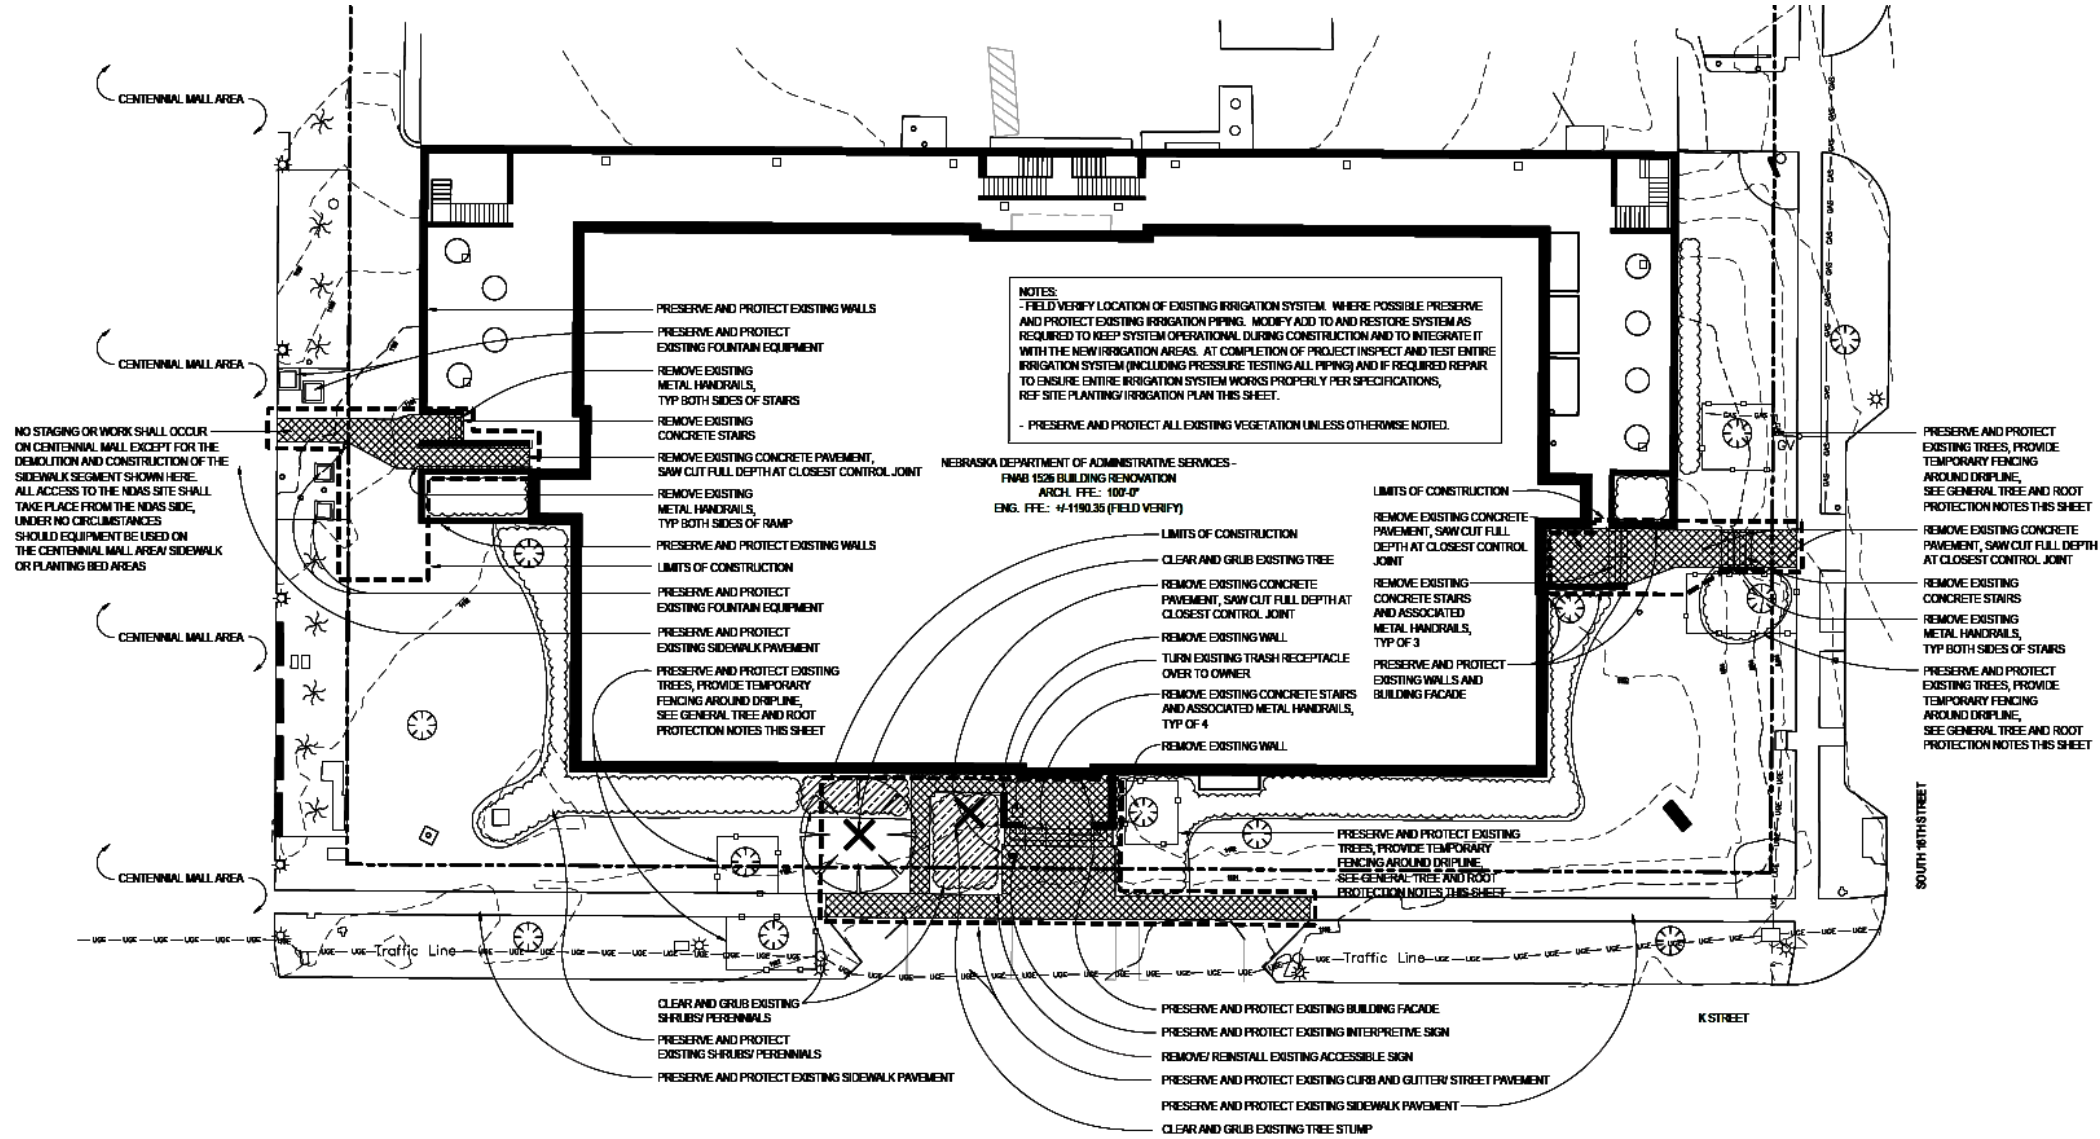 CENTENNIAL MALL AREA
CENTENNIAL MALL AREA
NO STAGING OR WORK SHALL OCCUR
ON CENTENNIAL MALL EXCEPT FOR THE
DEMOLITION AND CONSTRUCTION OF THE
SIDEWALK SEGMENT SHOWN HERE.
ALL ACCESS TO THE NDAS SITE SHALL
TAKE PLACE FROM THE NDAS SIDE,
UNDER NO CIRCUMSTANCES
SHOULD EQUIPMENT BE USED ON
THE CENTENNIAL MALL AREA/ SIDEWALK
OR PLANTING BED AREAS
CENTENNIAL MALL AREA
CENTENNIAL MALL AREA
PRESERVE AND PROTECT EXISTING WALLS
PRESERVE AND PROTECT
EXISTING FOUNTAIN EQUIPMENT
REMOVE EXISTING
METAL HANDRAILS,
TYP BOTH SIDES OF STAIRS
REMOVE EXISTING
CONCRETE STAIRS
REMOVE EXISTING CONCRETE PAVEMENT,
SAW CUT FULL DEPTH AT CLOSEST CONTROL JOINT
REMOVE EXISTING
METAL HANDRAILS,
TYP BOTH SIDES OF RAMP
PRESERVE AND PROTECT EXISTING WALLS
LIMITS OF CONSTRUCTION
PRESERVE AND PROTECT
EXISTING FOUNTAIN EQUIPMENT
PRESERVE AND PROTECT
EXISTING SIDEWALK PAVEMENT
PRESERVE AND PROTECT EXISTING
TREES, PROVIDE TEMPORARY
FENCING AROUND DRIPLINE,
SEE GENERAL TREE AND ROOT
PROTECTION NOTES THIS SHEET
NOTES:
- FIELD VERIFY LOCATION OF EXISTING IRRIGATION SYSTEM. WHERE POSSIBLE PRESERVE
AND PROTECT EXISTING IRRIGATION PIPING. MODIFY ADD TO AND RESTORE SYSTEM AS
REQUIRED TO KEEP SYSTEM OPERATIONAL DURING CONSTRUCTION AND TO INTEGRATE IT
WITH THE NEW IRRIGATION AREAS. AT COMPLETION OF PROJECT INSPECT AND TEST ENTIRE
IRRIGATION SYSTEM (INCLUDING PRESSURE TESTING ALL PIPING) AND IF REQUIRED REPAIR
TO ENSURE ENTIRE IRRIGATION SYSTEM WORKS PROPERLY PER SPECIFICATIONS,
REF SITE PLANTING/ IRRIGATION PLAN THIS SHEET.
- PRESERVE AND PROTECT ALL EXISTING VEGETATION UNLESS OTHERWISE NOTED.
NEBRASKA DEPARTMENT OF ADMINISTRATIVE SERVICES -
FNAB 1526 BUILDING RENOVATION
ARCH. FFE.: 100'-0"
ENG. FFE.: +/-1190.35 (FIELD VERIFY)
LIMITS OF CONSTRUCTION
CLEAR AND GRUB EXISTING TREE
REMOVE EXISTING CONCRETE
PAVEMENT, SAW CUT FULL DEPTH AT
CLOSEST CONTROL JOINT
REMOVE EXISTING WALL
TURN EXISTING TRASH RECEPTACLE
OVER TO OWNER
REMOVE EXISTING CONCRETE STAIRS
AND ASSOCIATED METAL HANDRAILS,
TYP OF 4
REMOVE EXISTING WALL
LIMITS OF CONSTRUCTION
REMOVE EXISTING CONCRETE
PAVEMENT, SAW CUT FULL
DEPTH AT CLOSEST CONTROL
JOINT
REMOVE EXISTING
CONCRETE STAIRS
AND ASSOCIATED
METAL HANDRAILS,
TYP OF 3
PRESERVE AND PROTECT
EXISTING WALLS AND
BUILDING FACADE
PRESERVE AND PROTECT EXISTING
TREES, PROVIDE TEMPORARY
FENCING AROUND DRIPLINE,
SEE GENERAL TREE AND ROOT
PROTECTION NOTES THIS SHEET
PRESERVE AND PROTECT
EXISTING TREES, PROVIDE
TEMPORARY FENCING
AROUND DRIPLINE,
SEE GENERAL TREE AND ROOT
PROTECTION NOTES THIS SHEET
REMOVE EXISTING CONCRETE
PAVEMENT, SAW CUT FULL DEPTH
AT CLOSEST CONTROL JOINT
REMOVE EXISTING
CONCRETE STAIRS
REMOVE EXISTING
METAL HANDRAILS,
TYP BOTH SIDES OF STAIRS
PRESERVE AND PROTECT
EXISTING TREES, PROVIDE
TEMPORARY FENCING
AROUND DRIPLINE,
SEE GENERAL TREE AND ROOT
PROTECTION NOTES THIS SHEET
GV
SOUTH 16TH STREET
Traffic Line
Traffic Line
K STREET
CLEAR AND GRUB EXISTING
SHRUBS/ PERENNIALS
PRESERVE AND PROTECT
EXISTING SHRUBS/ PERENNIALS
PRESERVE AND PROTECT EXISTING SIDEWALK PAVEMENT
PRESERVE AND PROTECT EXISTING BUILDING FACADE
PRESERVE AND PROTECT EXISTING INTERPRETIVE SIGN
REMOVE/ REINSTALL EXISTING ACCESSIBLE SIGN
PRESERVE AND PROTECT EXISTING CURB AND GUTTER/ STREET PAVEMENT
PRESERVE AND PROTECT EXISTING SIDEWALK PAVEMENT
CLEAR AND GRUB EXISTING TREE STUMP